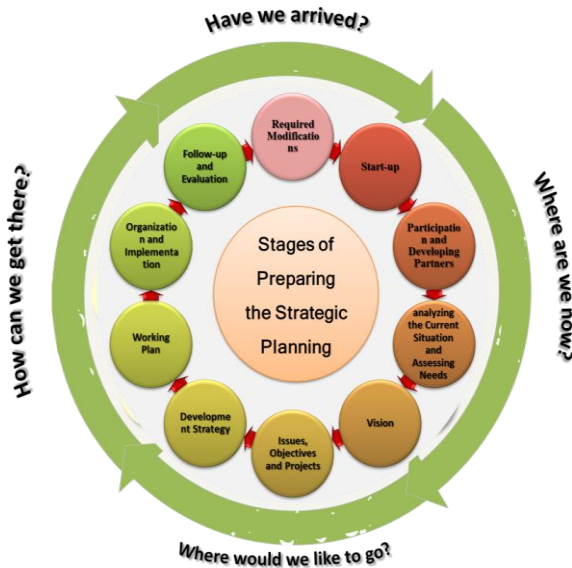 Have we arrived?
Where are we now?
Where would we like to go?
How can we get there?
Stages of
Preparing
the Strategic
Planning
Required
Modificatio
ns
Start-up
Participatio
n and
Developing
Partners
analyzing
the Current
Situation
and
Assessing
Needs
Vision
Issues,
Objectives
and Projects
Developme
nt Strategy
Working
Plan
Organizatio
n and
Implementa
tion
Follow-up
and
Evaluation